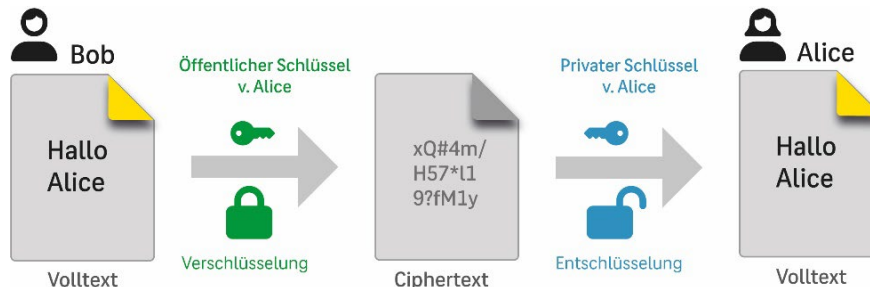 Bob
Hallo
Alice
Volltext
Öffentlicher Schlüssel
v. Alice
Verschlüsselung
xQ#4m/
H57*l1
9?fM1y
Ciphertext
Privater Schlüssel
v. Alice
Entschlüsselung
Alice
Hallo
Alice
Volltext